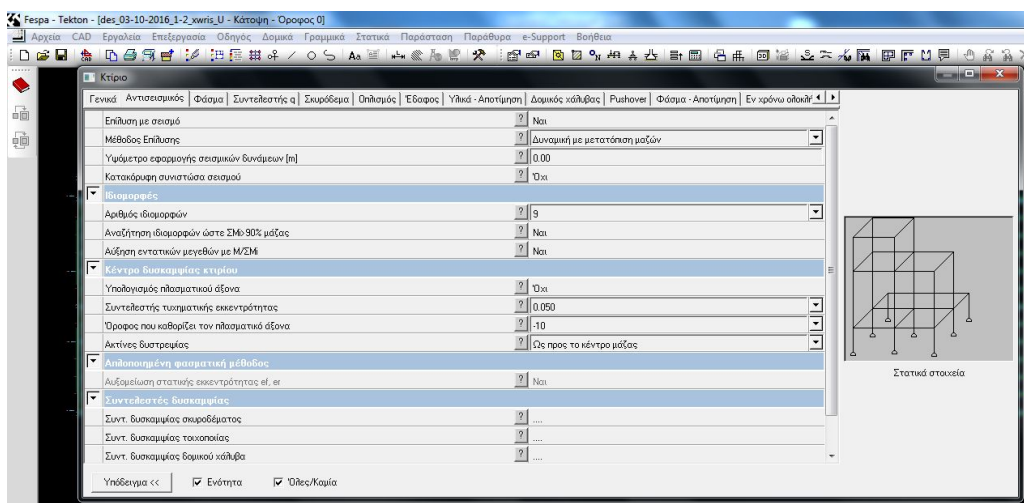 Fespa - Tekton - [des_03-10-2016_1-2_xwris_U - Κάτοψη - Όροφος 0]
Αρχεία CAD Εργαλεία Επεξεργασία Οδηγός Δομικά Γραμμικά Στατικά Παράσταση Παράθυρα e-Support Βοήθεια
Κτίριο
Γενικά Αντισεισμικός Φάσμα Συντελεστής q Σκυρόδεμα Οπλισμός Έδαφος Υλικά - Αποτίμηση Δομικός χάλυβας Pushover Φάσμα - Αποτίμηση Εν χρόνω ολοκλή
Επίλυση με σεισμό ? Ναι
Μέθοδος Επίλυσης ? Δυναμική με μετατόπιση μαζών
Υψόμετρο εφαρμογής σεισμικών δυνάμεων [m] ? 0.00
Κατακόρυφη συνιστώσα σεισμού ? Όχι
Ιδιομορφές
Αριθμός ιδιομορφών ? 9
Αναζήτηση ιδιομορφών ώστε ΣΜi>90% μάζας ? Ναι
Αύξηση εντατικών μεγεθών με Μ/ΣΜi ? Ναι
Κέντρο δυσκαμψίας κτιρίου
Υπολογισμός πλασματικού άξονα ? Όχι
Συντελεστής τυχηματικής εκκεντρότητας ? 0.050
Όροφος που καθορίζει τον πλασματικό άξονα ? -10
Ακτίνες δυστρεψίας ? Ως προς το κέντρο μάζας
Απλοποιημένη φασματική μέθοδος
Αυξομείωση στατικής εκκεντρότητας ef, er ? Ναι
Συντελεστές δυσκαμψίας
Συντ. δυσκαμψίας σκυροδέματος ? ....
Συντ. δυσκαμψίας τοιχοποιίας ? ....
Συντ. δυσκαμψίας δομικού χάλυβα ? ....
Στατικά στοιχεία
Υπόδειγμα << Ενότητα Όλες/Καμία